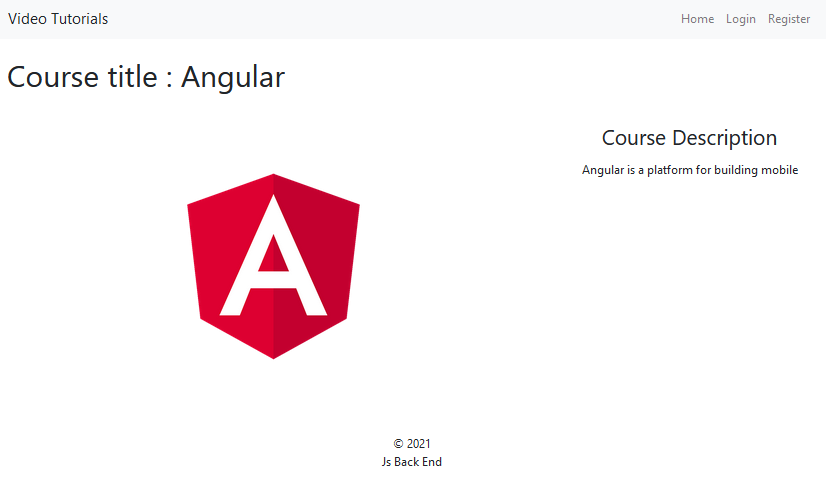 Video Tutorials
Home Login Register
Course title : Angular
A
Course Description
Angular is a platform for building mobile
© 2021
Js Back End